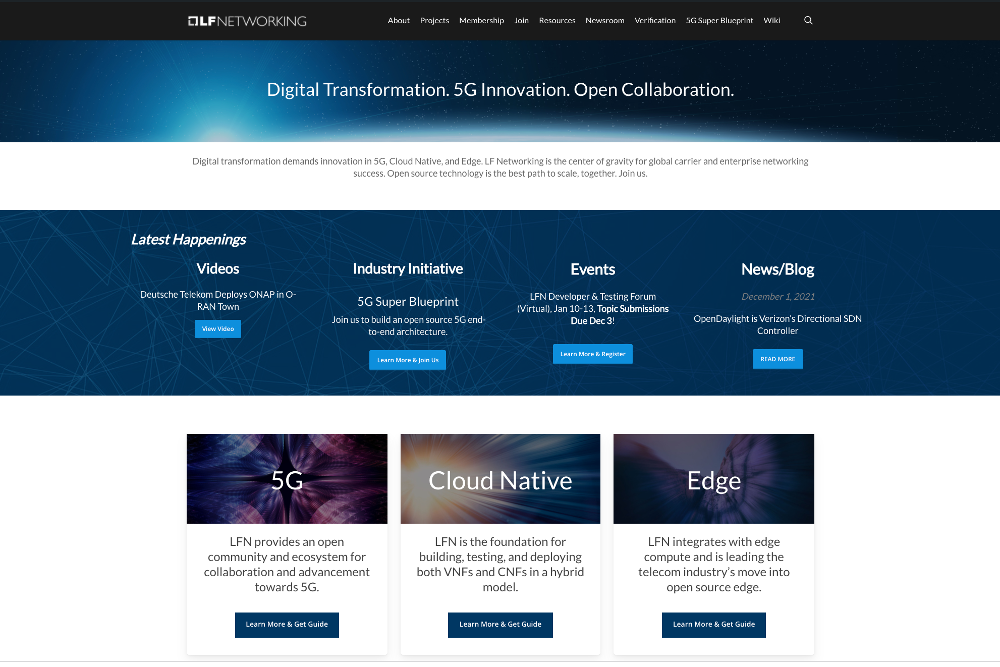 LFNETWORKING
About Projects Membership Join Resources Newsroom Verification 5G Super Blueprint Wiki
Digital Transformation. 5G Innovation. Open Collaboration.
Digital transformation demands innovation in 5G, Cloud Native, and Edge. LF Networking is the center of gravity for global carrier and enterprise networking
success. Open source technology is the best path to scale, together. Join us.
Latest Happenings
Videos
Deutsche Telekom Deploys ONAP in O-
RAN Town
View Video
Industry Initiative
5G Super Blueprint
Join us to build an open source 5G end-
to-end architecture.
Learn More & Join Us
Events
LFN Developer & Testing Forum
(Virtual), Jan 10-13, Topic Submissions
Due Dec 3!
Learn More & Register
News/Blog
December 1, 2021
OpenDaylight is Verizon’s Directional SDN
Controller
READ MORE
5G
LFN provides an open
community and ecosystem for
collaboration and advancement
towards 5G.
Learn More & Get Guide
Cloud Native
LFN is the foundation for
building, testing, and deploying
both VNFs and CNFs in a hybrid
model.
Learn More & Get Guide
Edge
LFN integrates with edge
compute and is leading the
telecom industry’s move into
open source edge.
Learn More & Get Guide